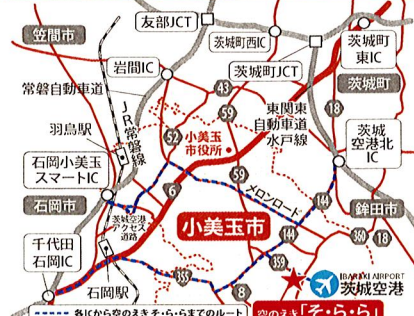 友部JCT
笠間市
茨城町西IC
茨城町
東IC
岩間IC
茨城町JCT
茨城町
常磐自動車道
43
59
18
東関東
自動車道
水戸線
JR常磐線
羽鳥駅
52
小美玉
市役所
茨城
空港北
IC
石岡小美玉
スマートIC
6
59
メロンロード
144
石岡市
茨城空港
アクセス
道路
小美玉市
鉾田市
144
360
18
千代田
石岡IC
359
IBARAKI AIRPORT
茨城空港
石岡駅
355
8
各ICから空のえきそ・ら・らまでのルート
空のえき「そ・ら・ら」